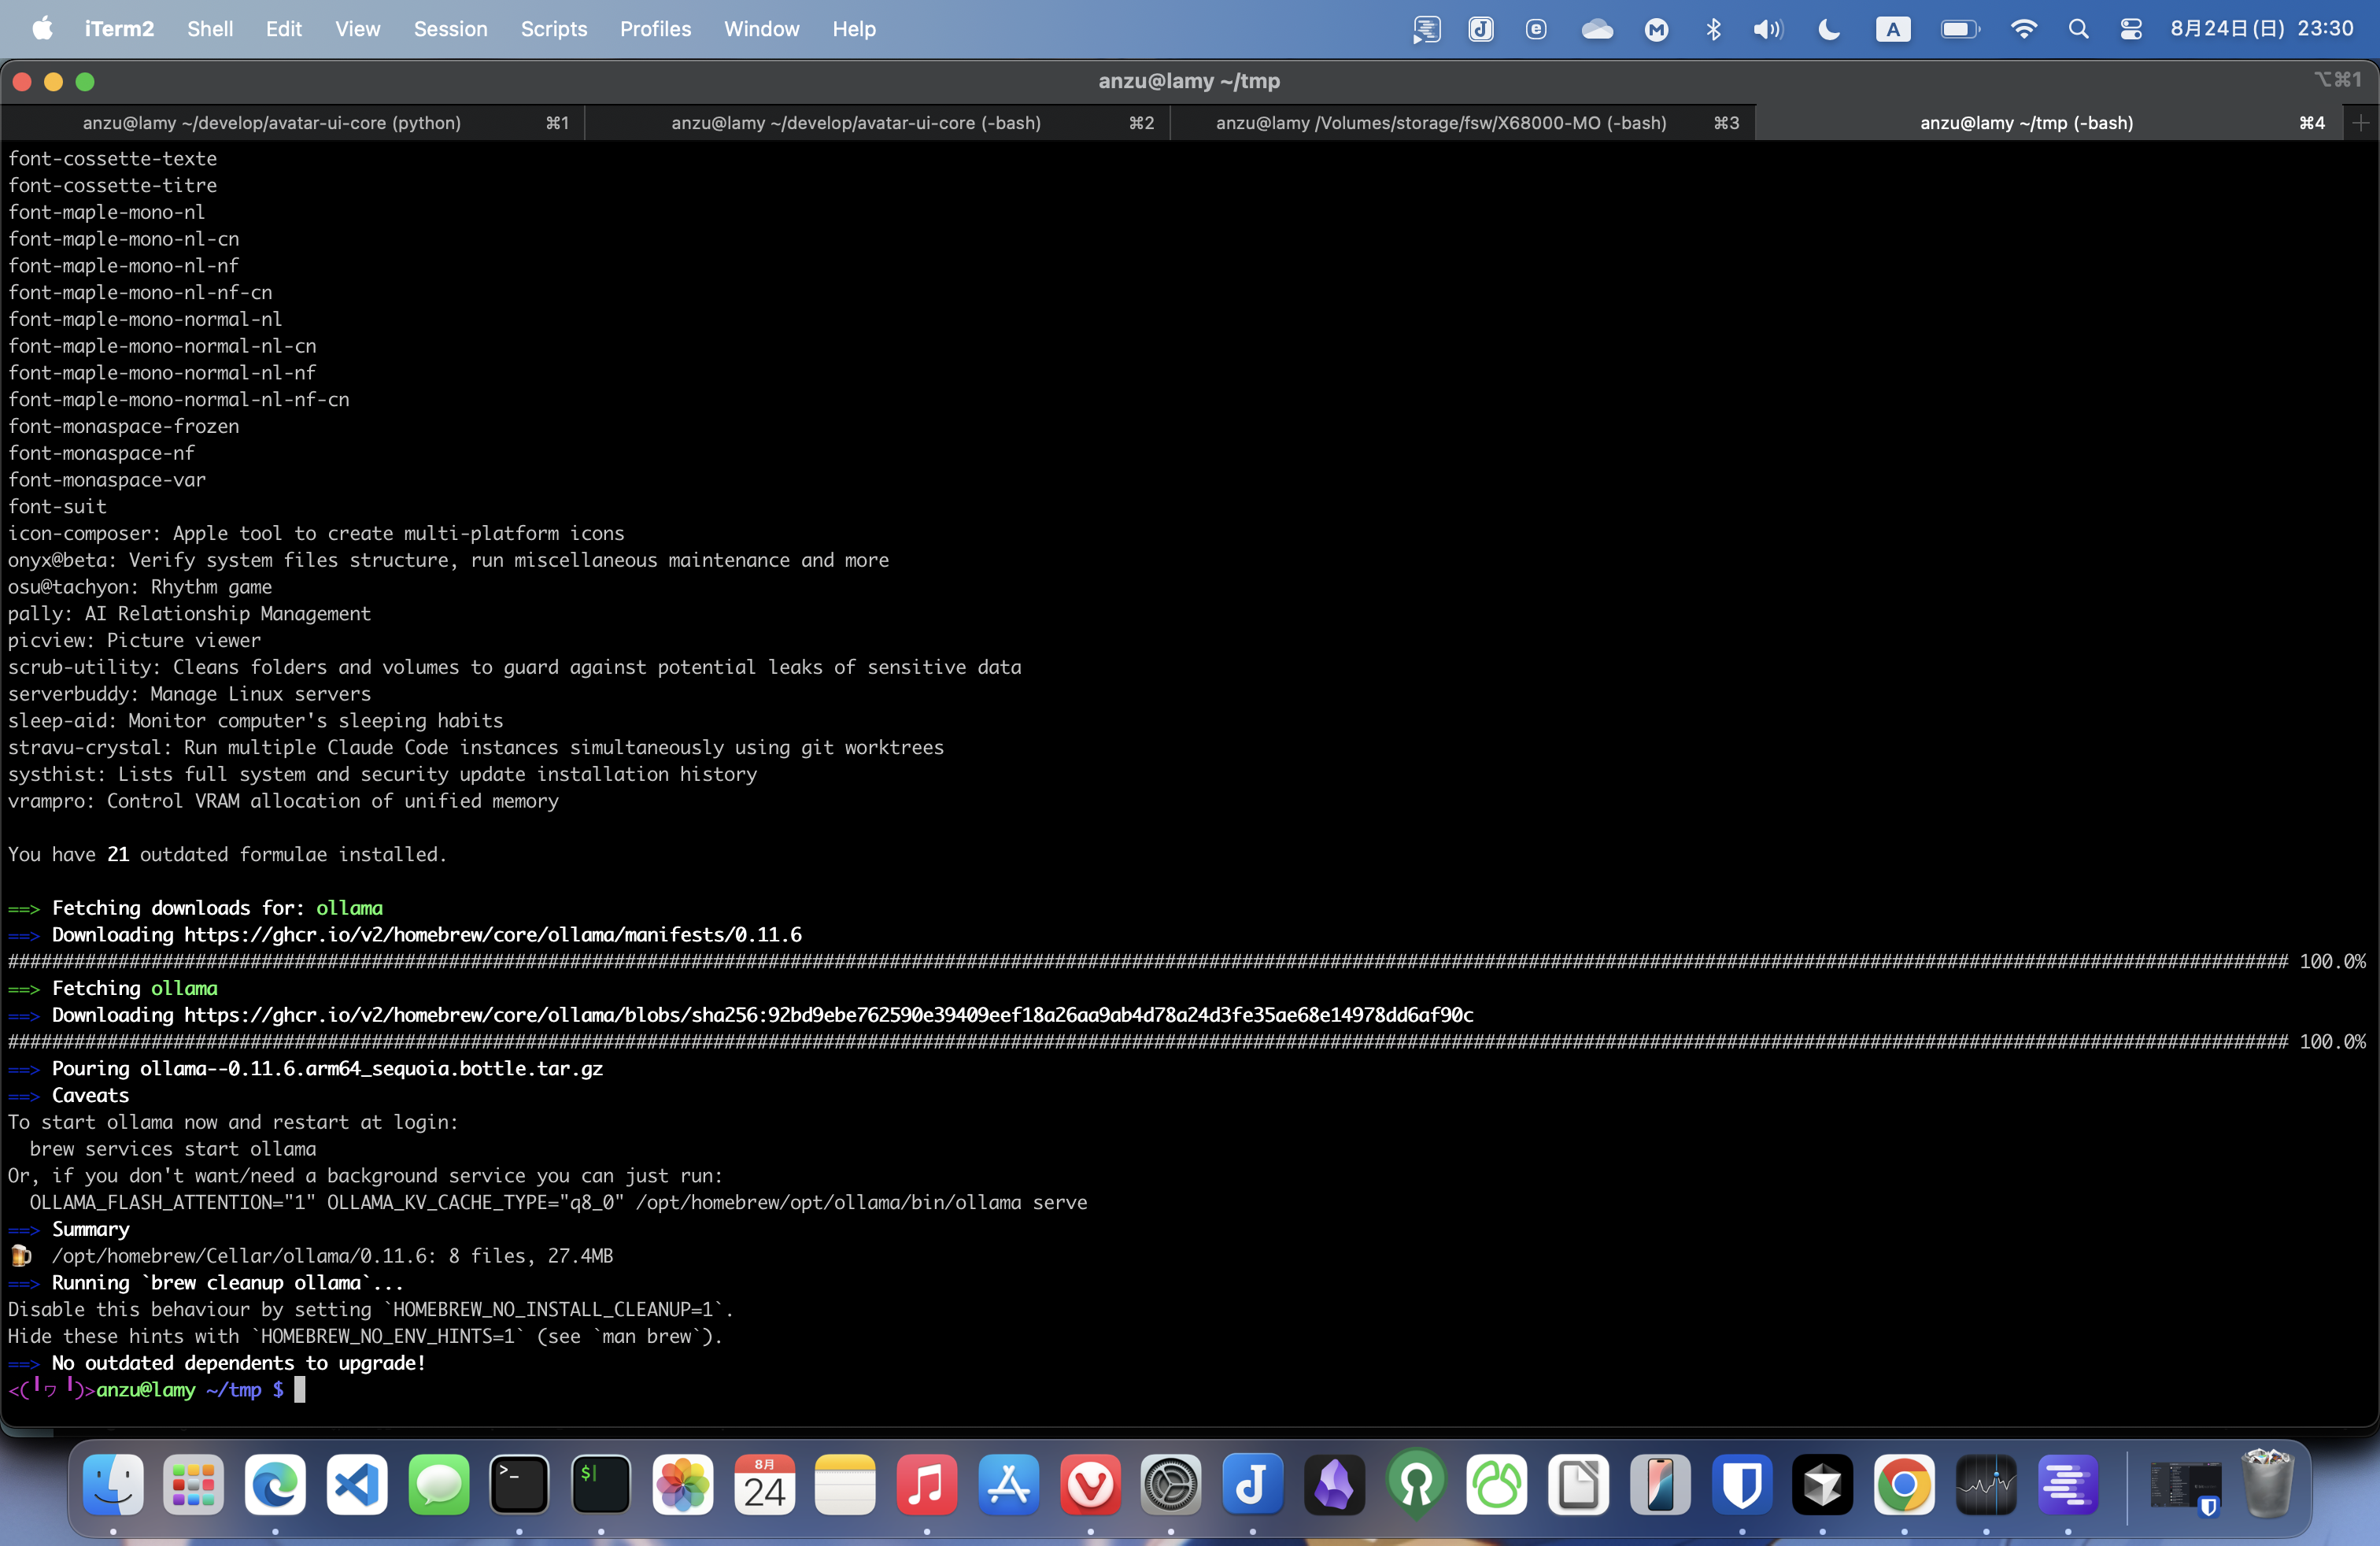 iTerm2 Shell Edit View Session Scripts Profiles Window Help A 8月24日(日) 23:30
anzu@lamy ~/tmp ⌥⌘1
anzu@lamy ~/develop/avatar-ui-core (python) ⌘1 anzu@lamy ~/develop/avatar-ui-core (-bash) ⌘2 anzu@lamy /Volumes/storage/fsw/X68000-MO (-bash) ⌘3 anzu@lamy ~/tmp (-bash) ⌘4
font-cossette-texte
font-cossette-titre
font-maple-mono-nl
font-maple-mono-nl-cn
font-maple-mono-nl-nf
font-maple-mono-nl-nf-cn
font-maple-mono-normal-nl
font-maple-mono-normal-nl-cn
font-maple-mono-normal-nl-nf
font-maple-mono-normal-nl-nf-cn
font-monaspace-frozen
font-monaspace-nf
font-monaspace-var
font-suit
icon-composer: Apple tool to create multi-platform icons
onyx@beta: Verify system files structure, run miscellaneous maintenance and more
osu@tachyon: Rhythm game
pally: AI Relationship Management
picview: Picture viewer
scrub-utility: Cleans folders and volumes to guard against potential leaks of sensitive data
serverbuddy: Manage Linux servers
sleep-aid: Monitor computer's sleeping habits
stravu-crystal: Run multiple Claude Code instances simultaneously using git worktrees
systhist: Lists full system and security update installation history
vrampro: Control VRAM allocation of unified memory
You have 21 outdated formulae installed.
==> Fetching downloads for: ollama
==> Downloading https://ghcr.io/v2/homebrew/core/ollama/manifests/0.11.6
######################################################################## 100.0%
==> Fetching ollama
==> Downloading https://ghcr.io/v2/homebrew/core/ollama/blobs/sha256:92bd9ebe762590e39409eef18a26aa9ab4d78a24d3fe35ae68e14978dd6af90c
######################################################################## 100.0%
==> Pouring ollama--0.11.6.arm64_sequoia.bottle.tar.gz
==> Caveats
To start ollama now and restart at login:
  brew services start ollama
Or, if you don't want/need a background service you can just run:
  OLLAMA_FLASH_ATTENTION="1" OLLAMA_KV_CACHE_TYPE="q8_0" /opt/homebrew/opt/ollama/bin/ollama serve
==> Summary
🍺  /opt/homebrew/Cellar/ollama/0.11.6: 8 files, 27.4MB
==> Running `brew cleanup ollama`...
Disable this behaviour by setting `HOMEBREW_NO_INSTALL_CLEANUP=1`.
Hide these hints with `HOMEBREW_NO_ENV_HINTS=1` (see `man brew`).
==> No outdated dependents to upgrade!
<(╹ヮ╹)>anzu@lamy ~/tmp $
8月
24